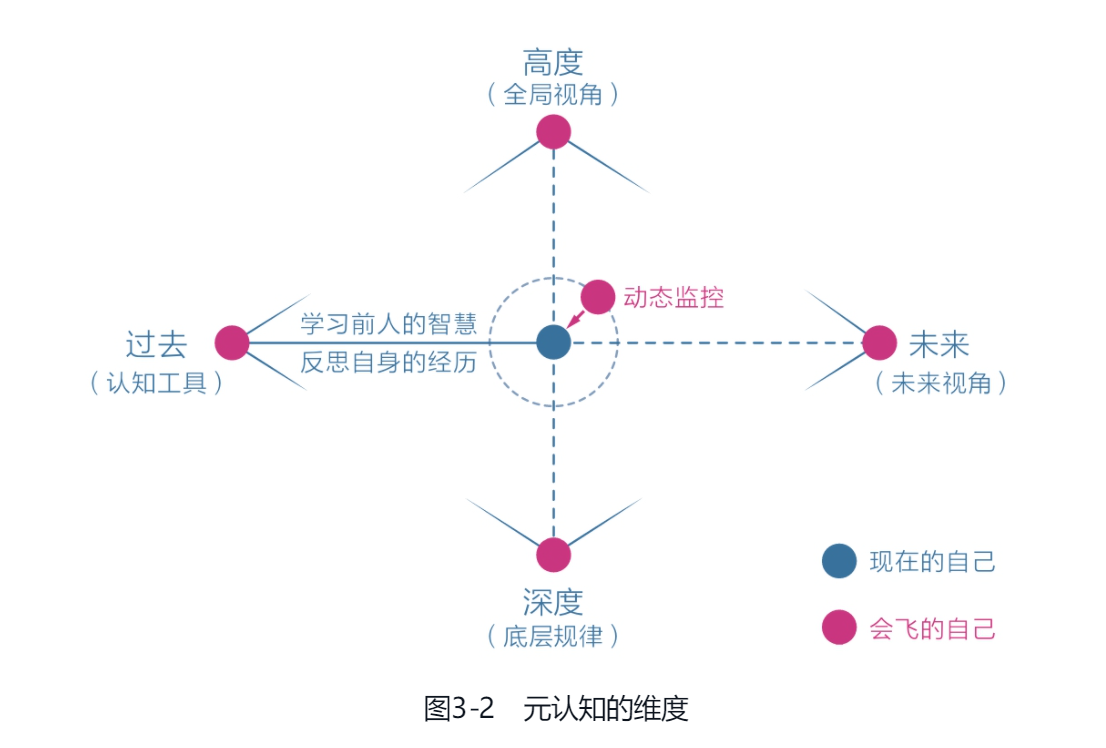 高度
（全局视角）
动态监控
学习前人的智慧
反思自身的经历
过去
（认知工具）
未来
（未来视角）
深度
（底层规律）
现在的自己
会飞的自己
图3-2 元认知的维度